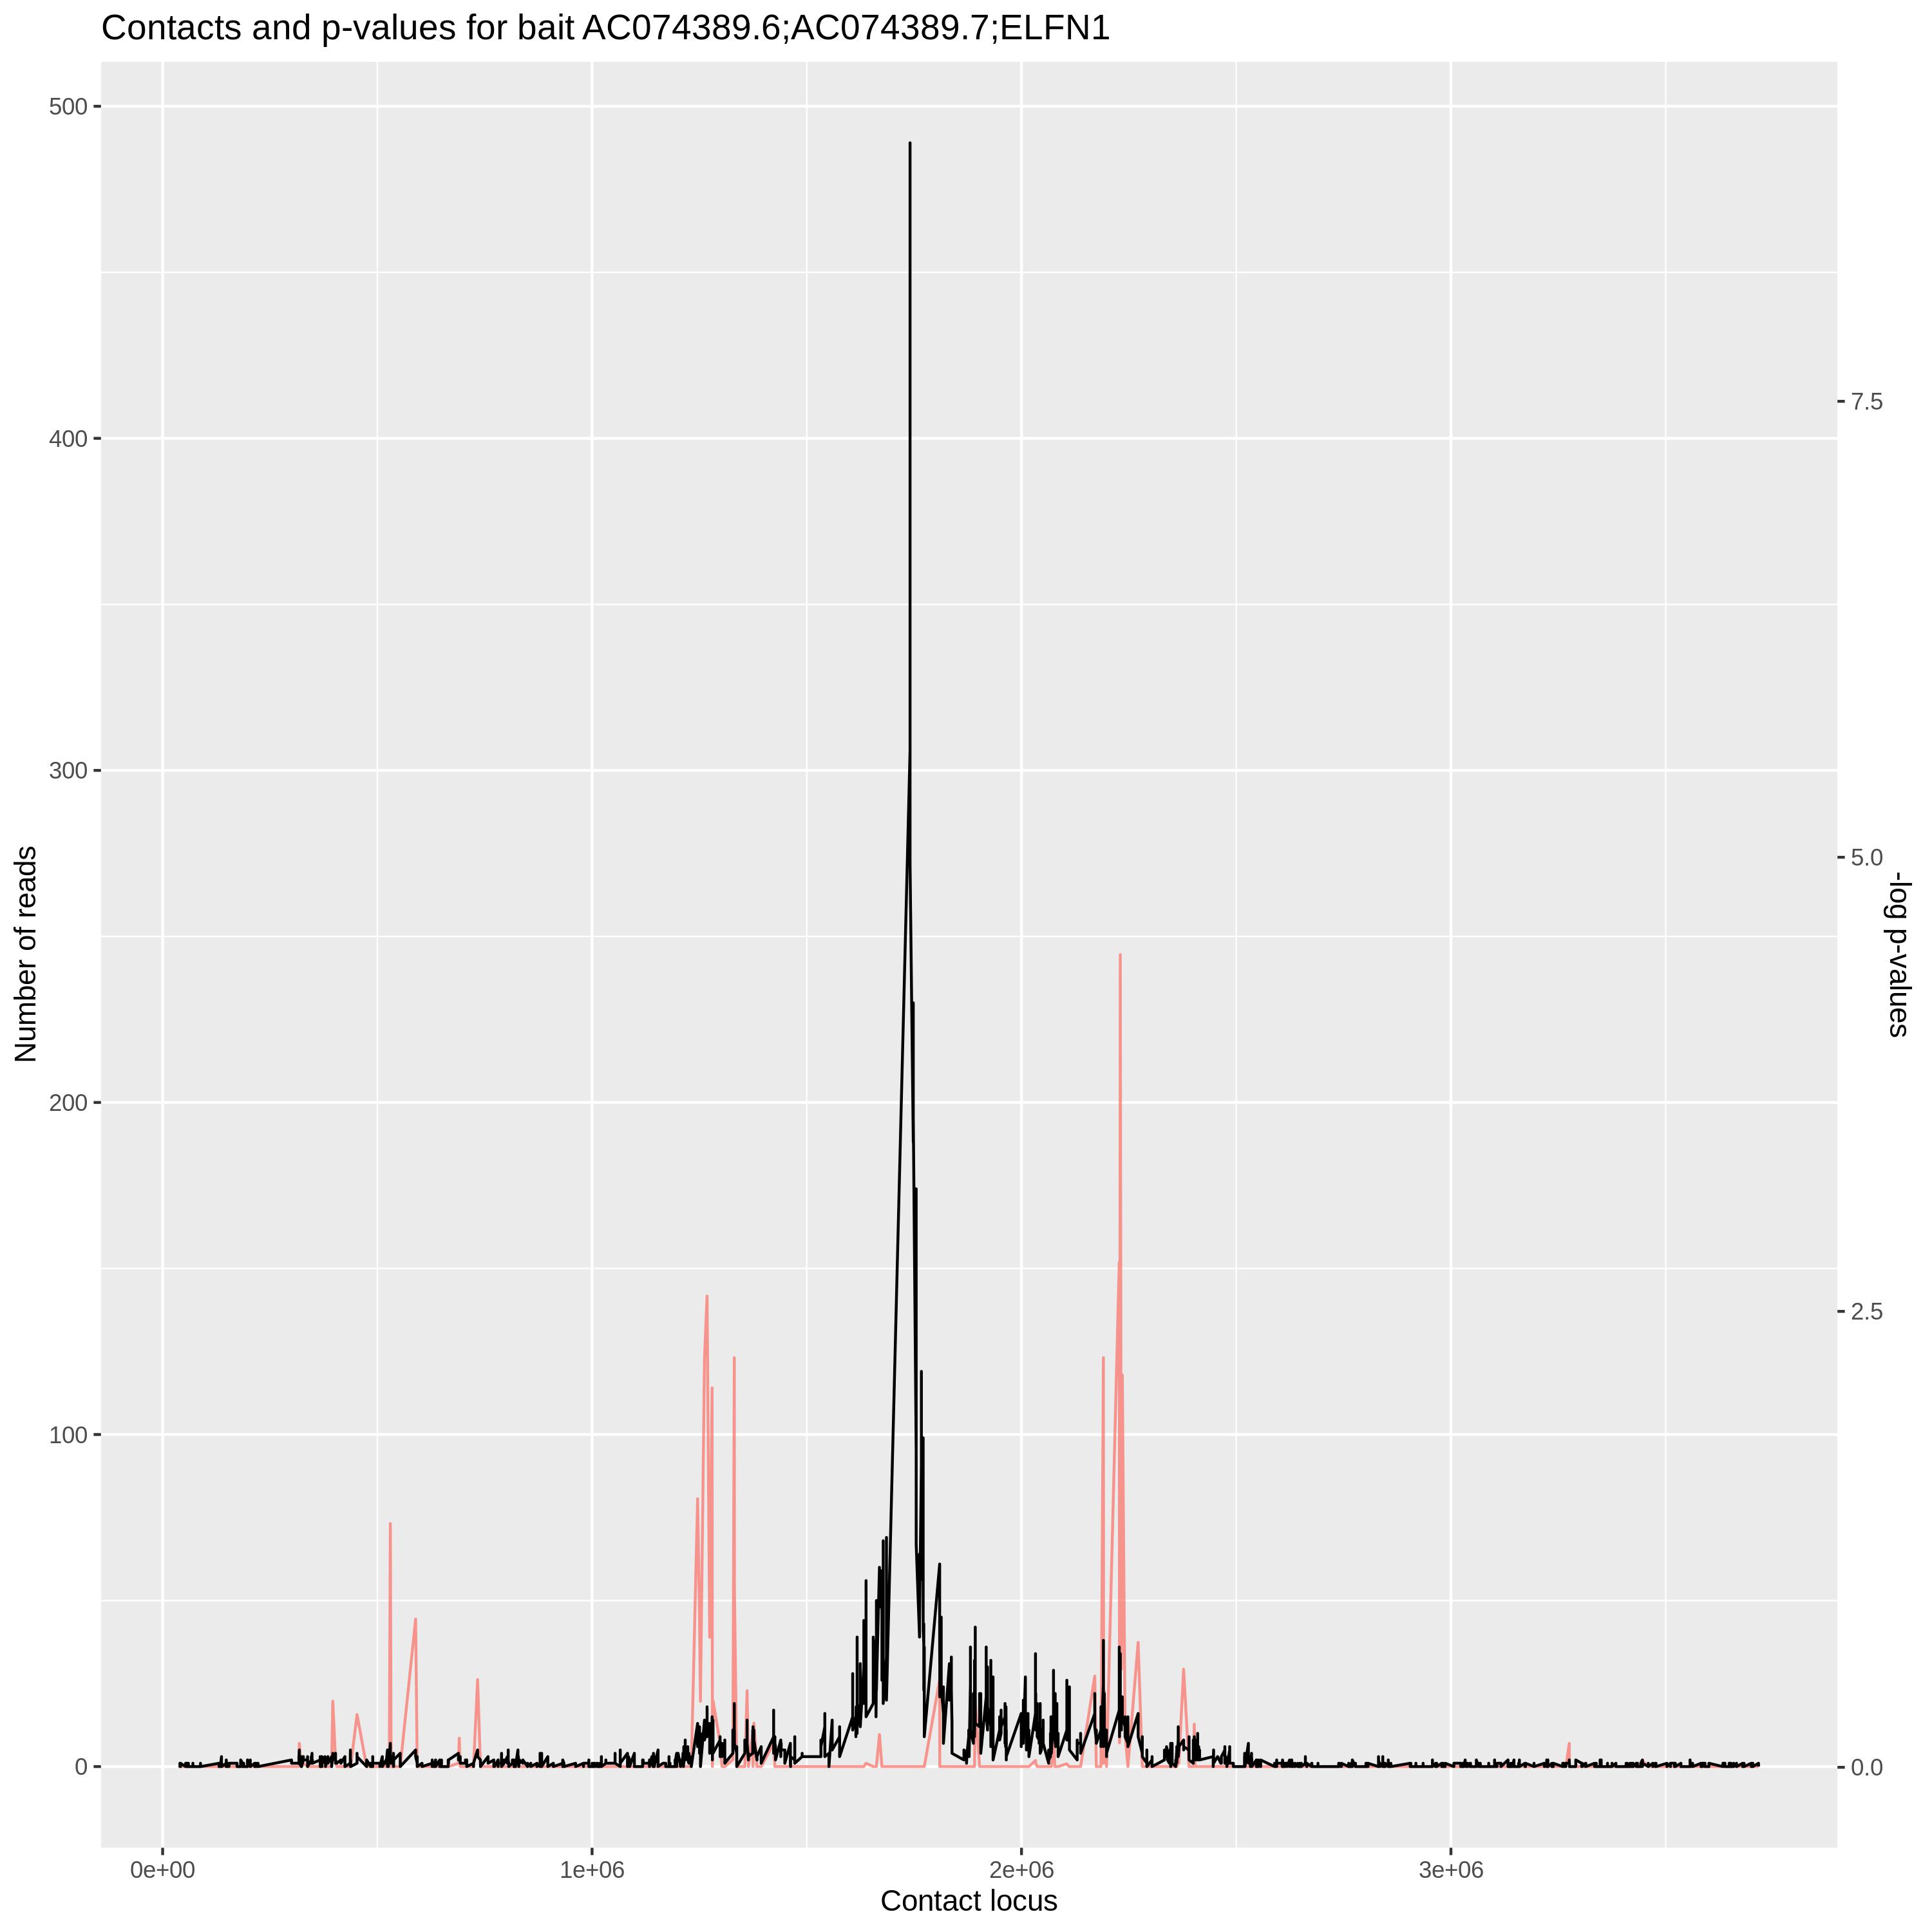 Contacts and p-values for bait AC074389.6;AC074389.7;ELFN1
500
400
300
200
100
0
Number of reads
7.5
5.0
2.5
0.0
-log p-values
0e+00
1e+06
2e+06
3e+06
Contact locus